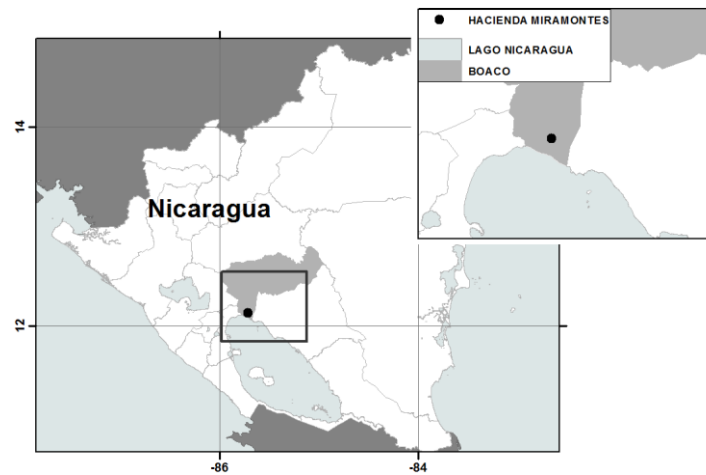 HACIENDA MIRAMONTES
LAGO NICARAGUA
BOACO
14
Nicaragua
12
-86
-84